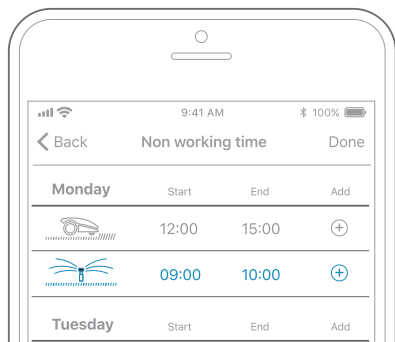 9:41 AM 100%
Back Non working time Done
Monday Start End Add
12:00 15:00
09:00 10:00
Tuesday Start End Add